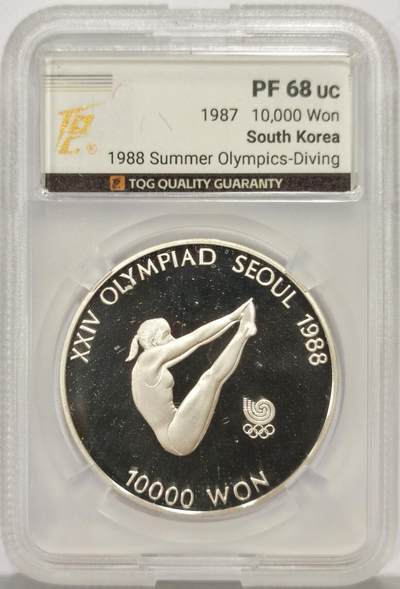 PF 68 UC
1987 10,000 Won
South Korea
1988 Summer Olympics-Diving
TQG QUALITY GUARANTY
XXIV OLYMPIAD SEOUL 1988
10000 WON